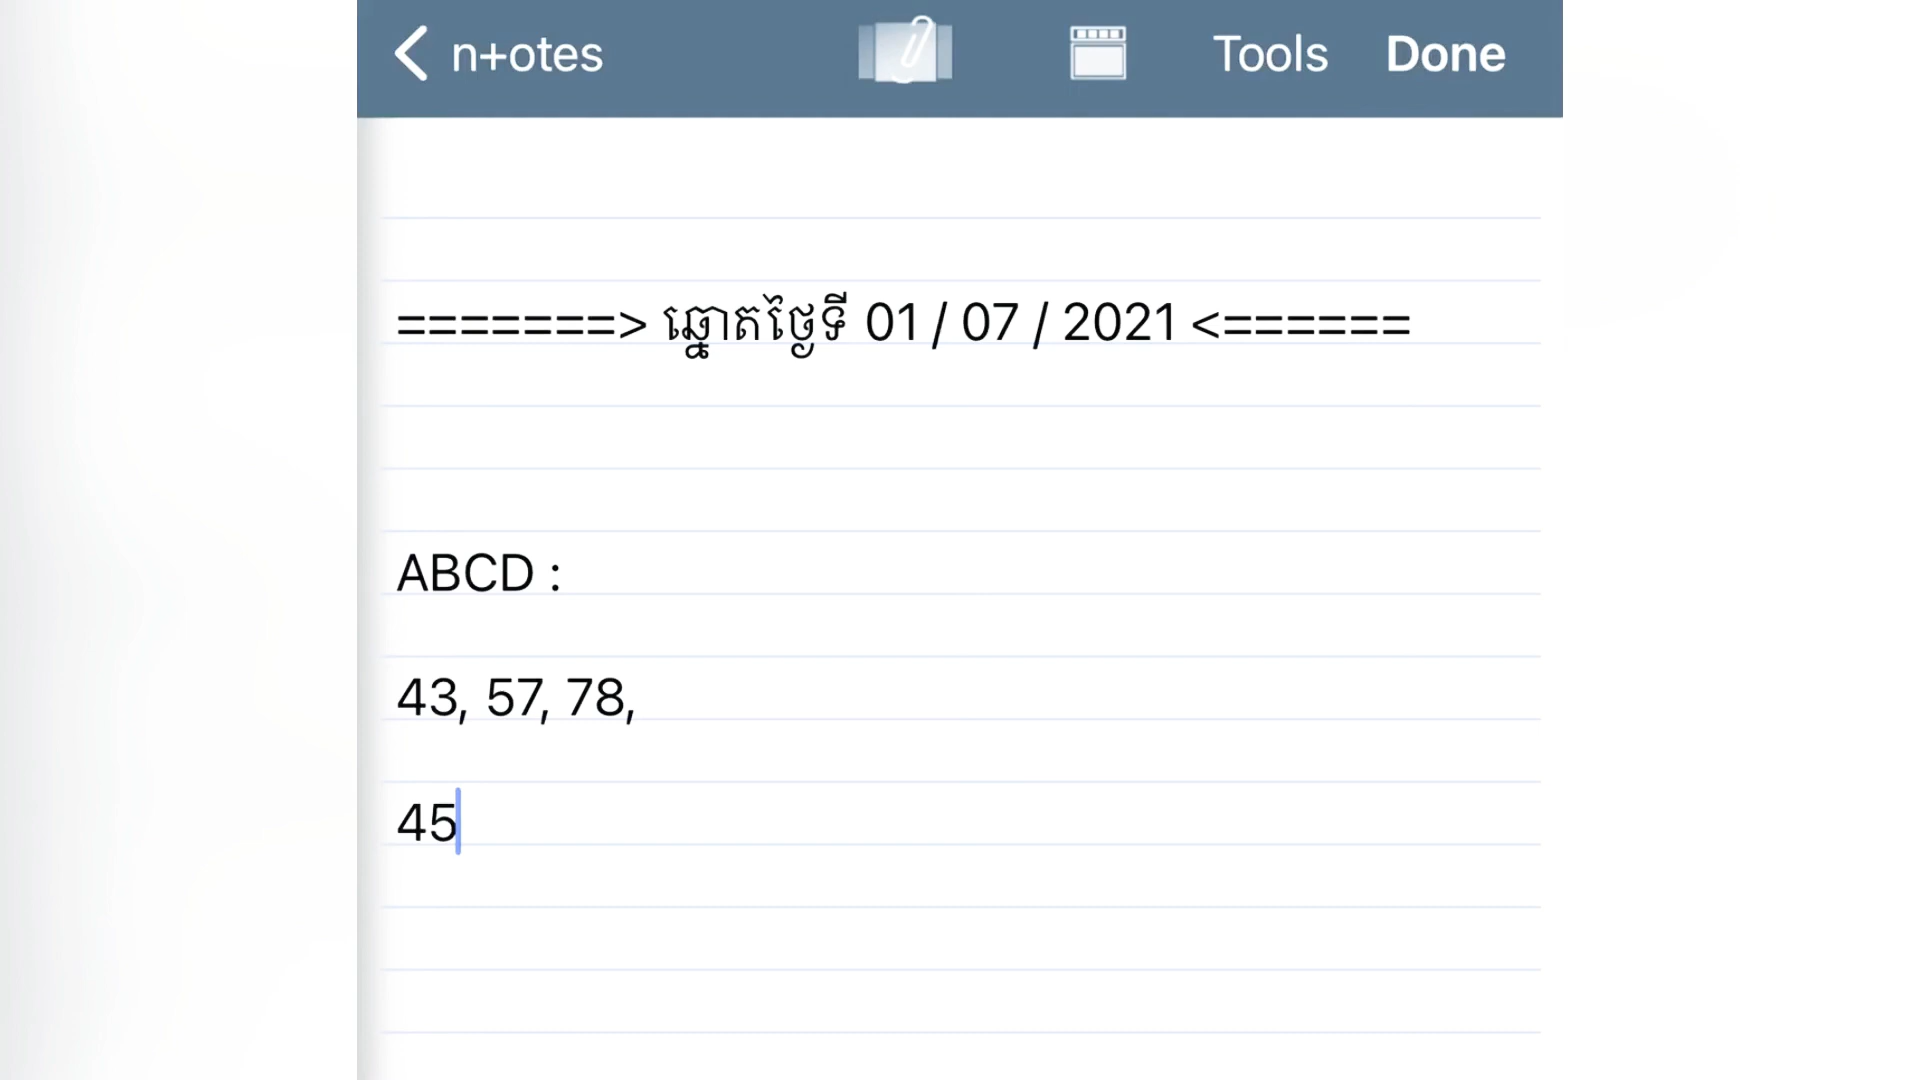 n+otes Tools Done
=======> ឆ្នោតថ្ងៃទី 01 / 07 / 2021 <======
ABCD :
43, 57, 78,
45